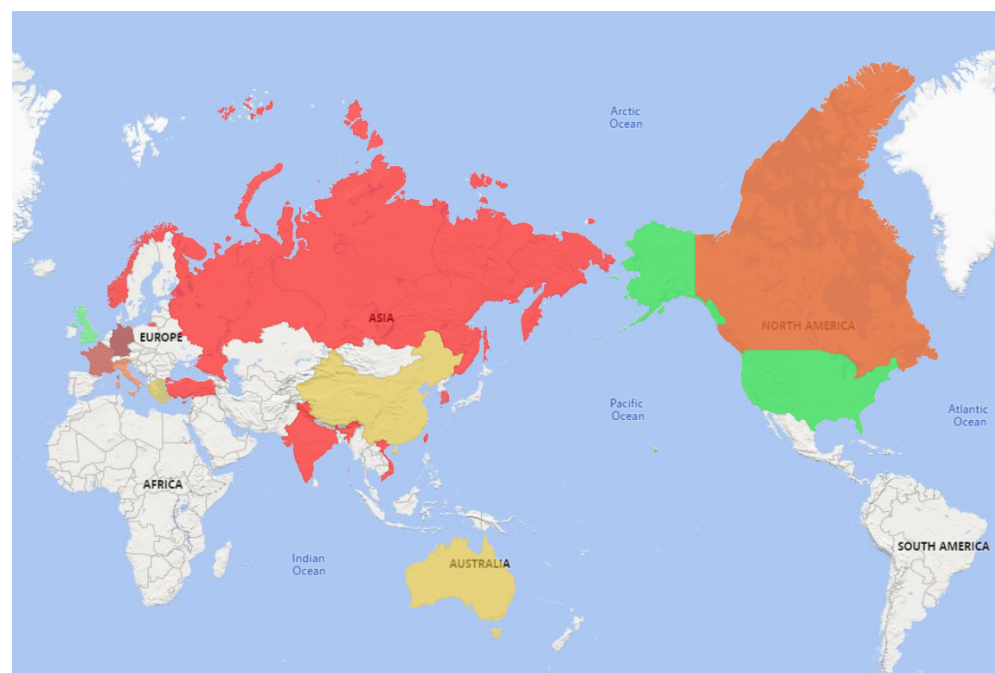 Arctic
Ocean
ASIA
NORTH AMERICA
EUROPE
Pacific
Ocean
Atlantic
Ocean
AFRICA
SOUTH AMERICA
Indian
Ocean
AUSTRALIA